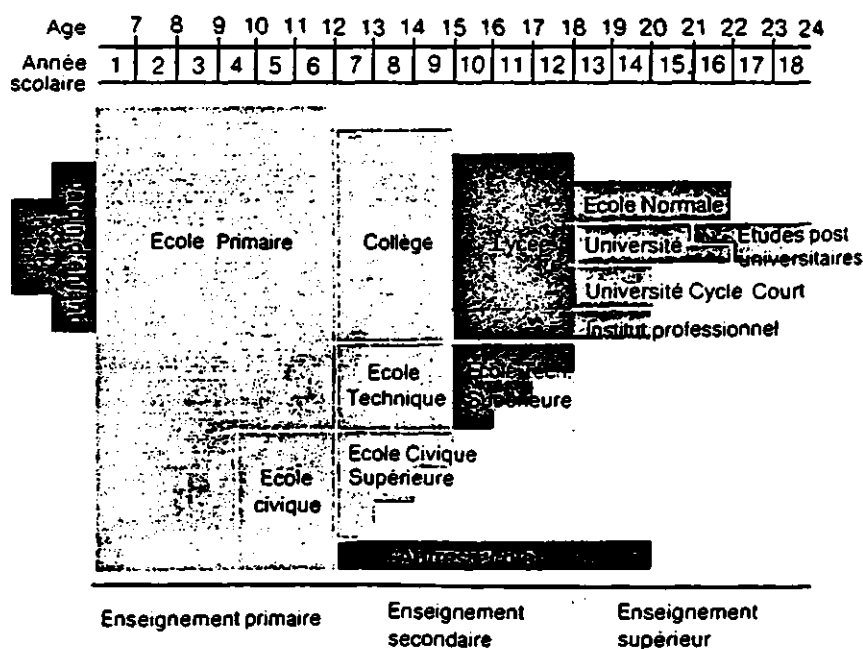 Age 7 8 9 10 11 12 13 14 15 16 17 18 19 20 21 22 23 24
Année scolaire 1 2 3 4 5 6 7 8 9 10 11 12 13 14 15 16 17 18
Ecole Primaire
Collège
Lycée
Ecole Normale
Université
Etudes post
universitaires
Université Cycle Court
Institut professionnel
Ecole
Technique
Ecole Tech.
Supérieure
Ecole
civique
Ecole Civique
Supérieure
Enseignement primaire
Enseignement
secondaire
Enseignement
supérieur